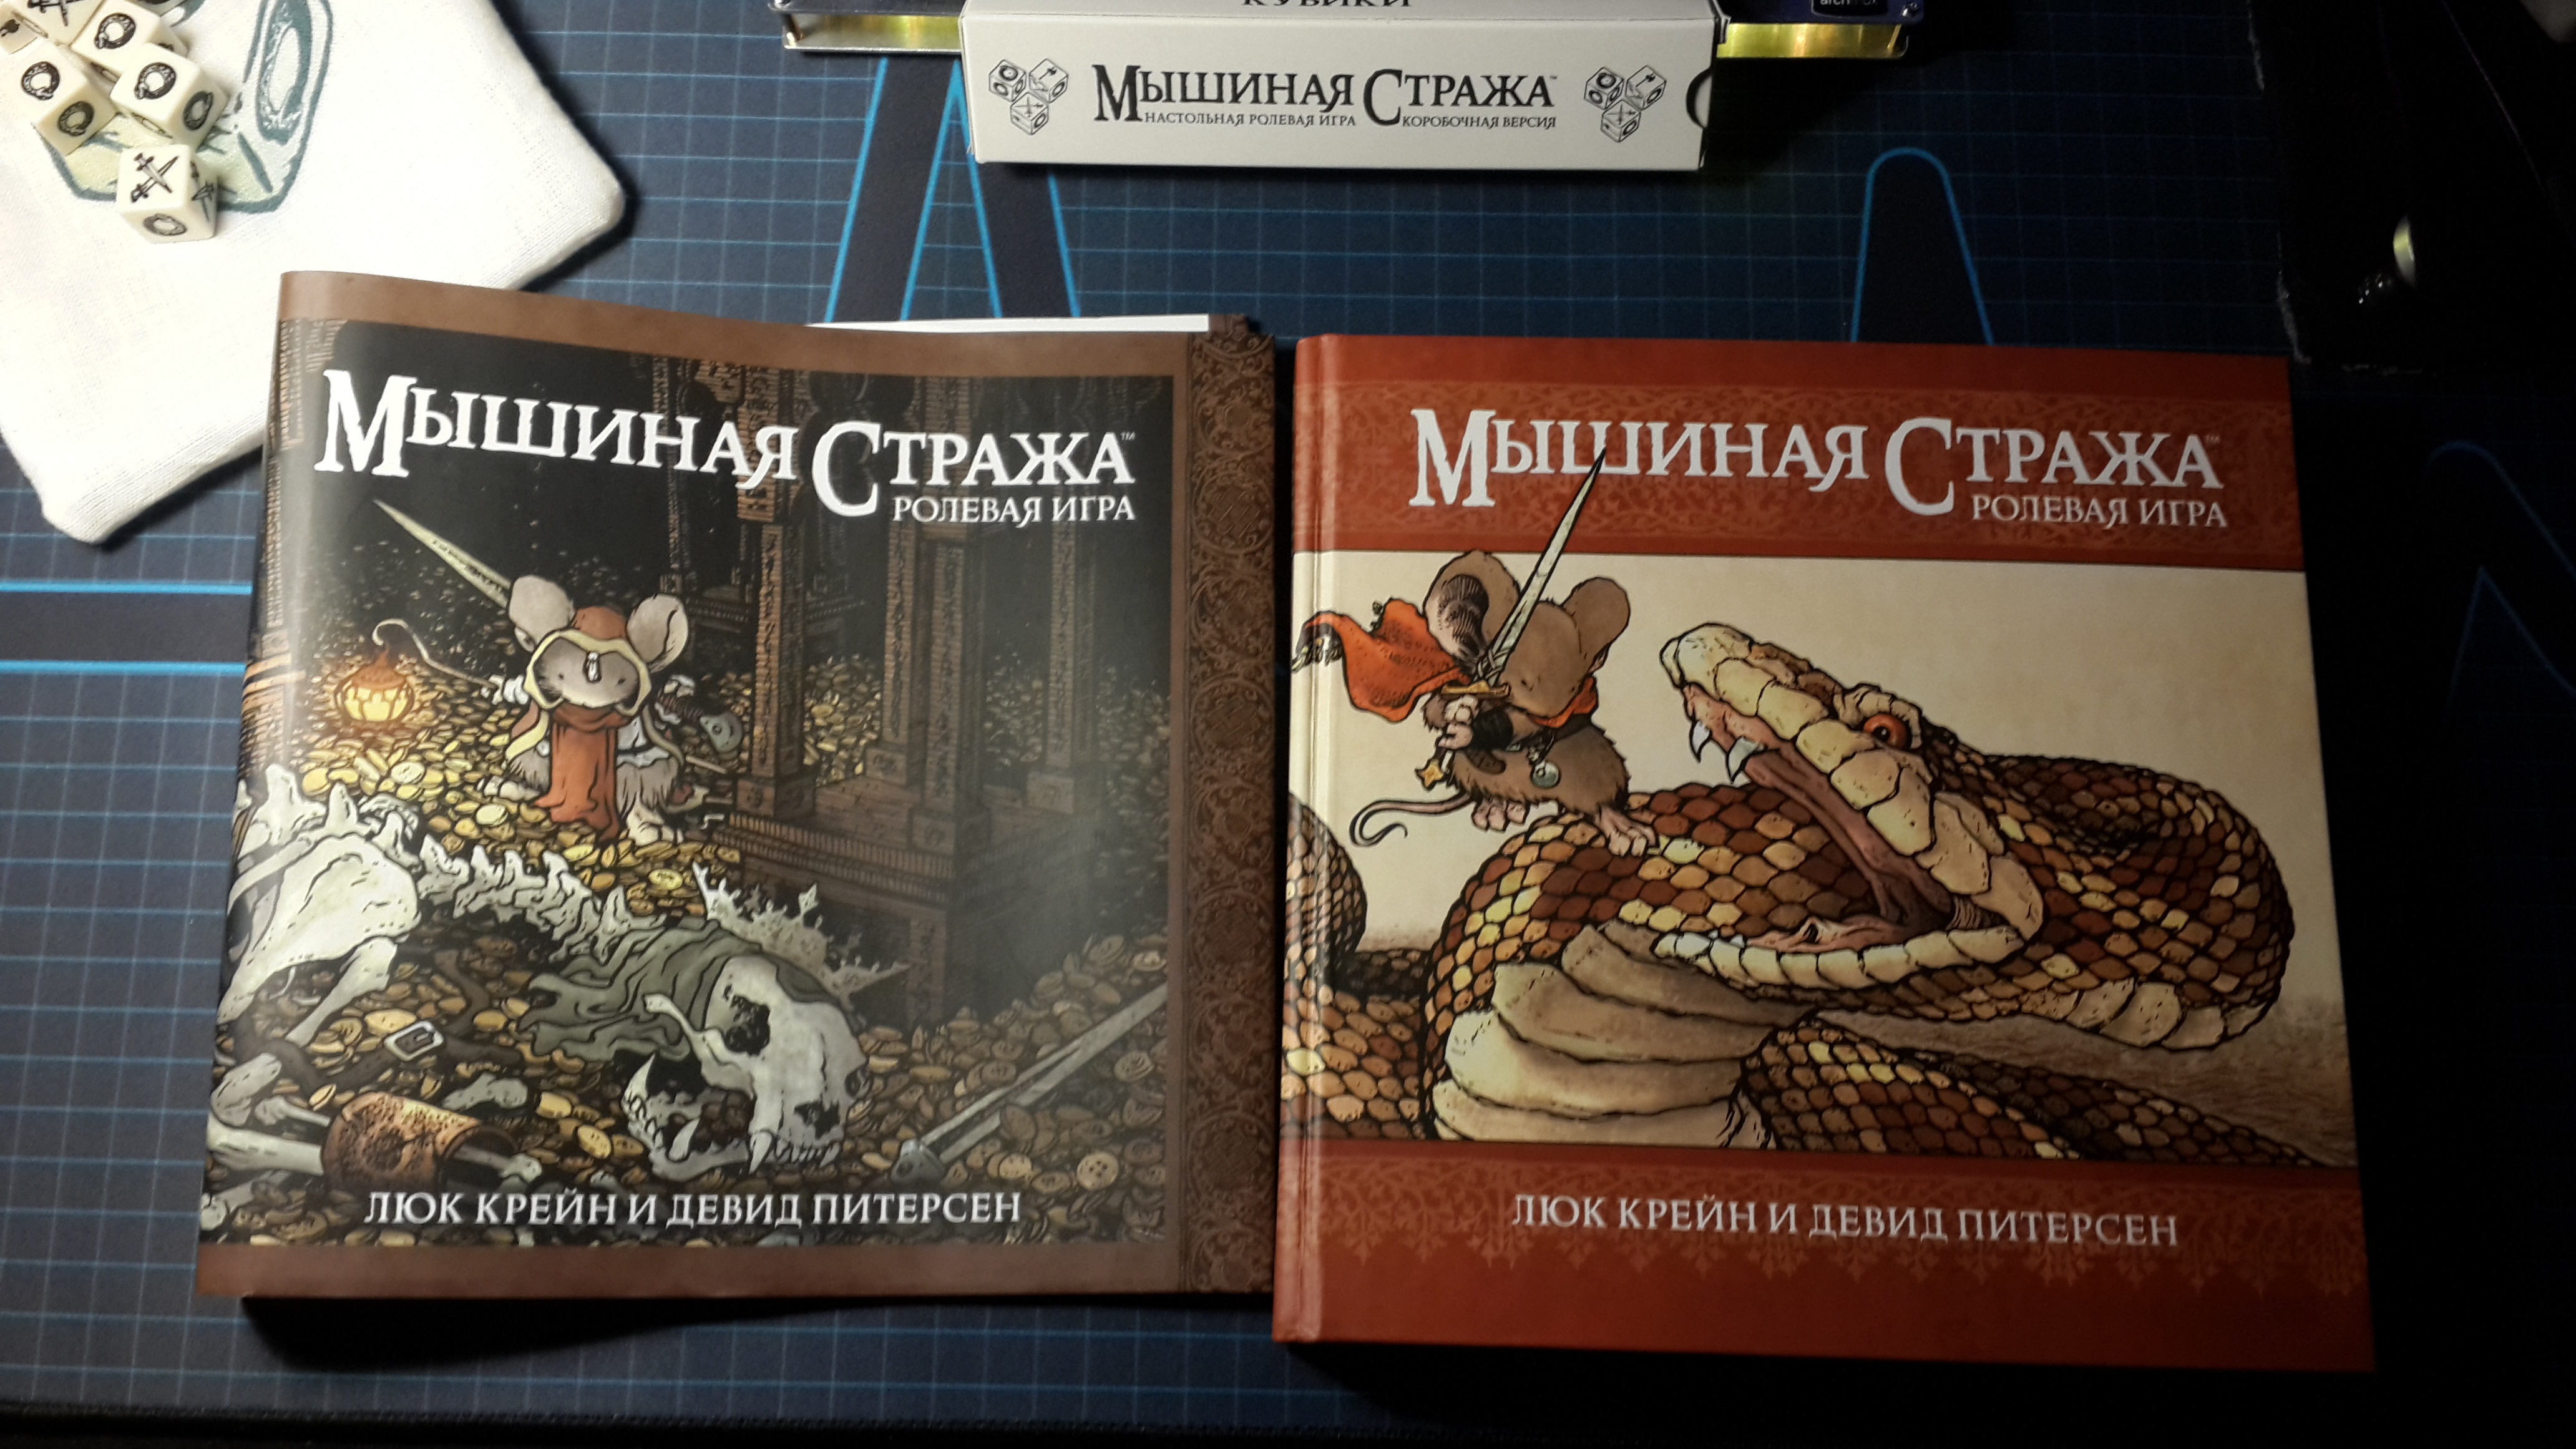 МЫШИНАЯ СТРАЖА™
РОЛЕВАЯ ИГРА
ЛЮК КРЕЙН И ДЕВИД ПИТЕРСЕН
МЫШИНАЯ СТРАЖА™
РОЛЕВАЯ ИГРА
ЛЮК КРЕЙН И ДЕВИД ПИТЕРСЕН
МЫШИНАЯ СТРАЖА™
НАСТОЛЬНАЯ РОЛЕВАЯ ИГРА КОРОБОЧНАЯ ВЕРСИЯ